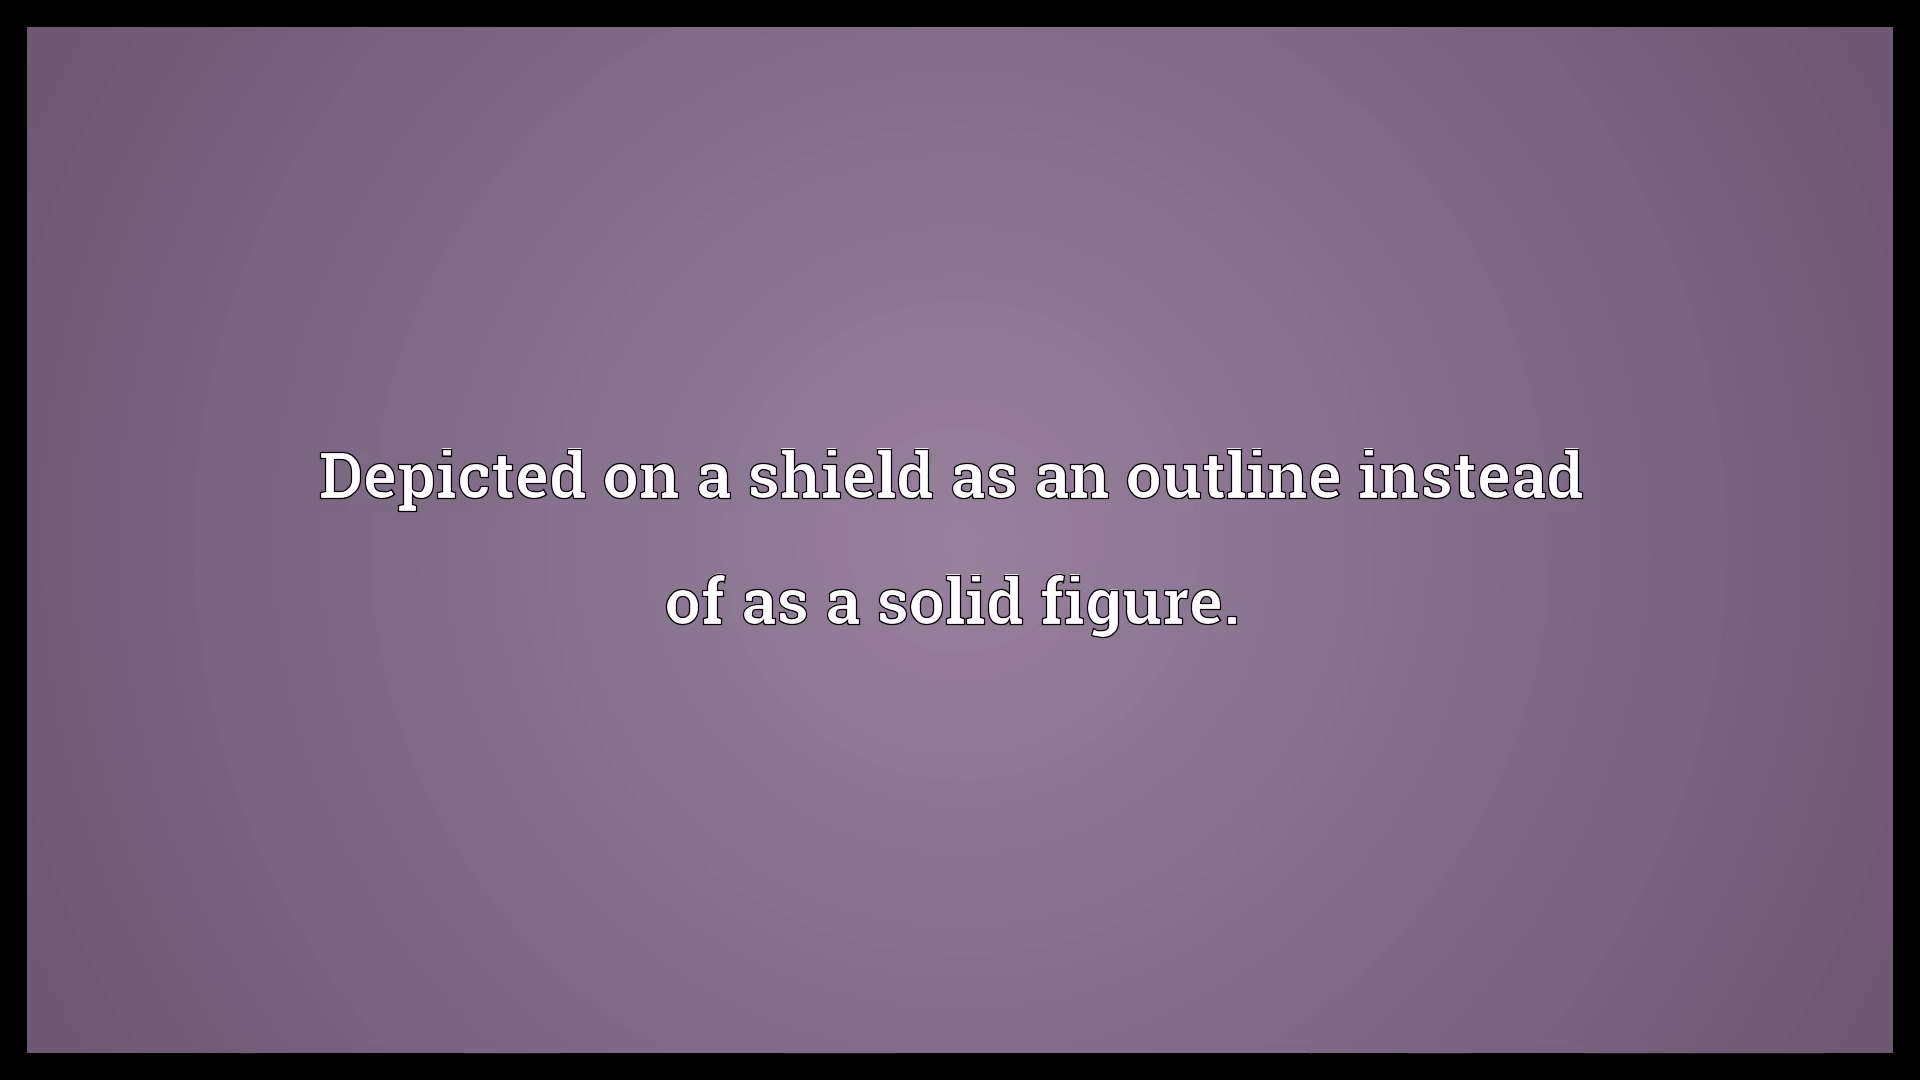 Depicted on a shield as an outline instead
of as a solid figure.